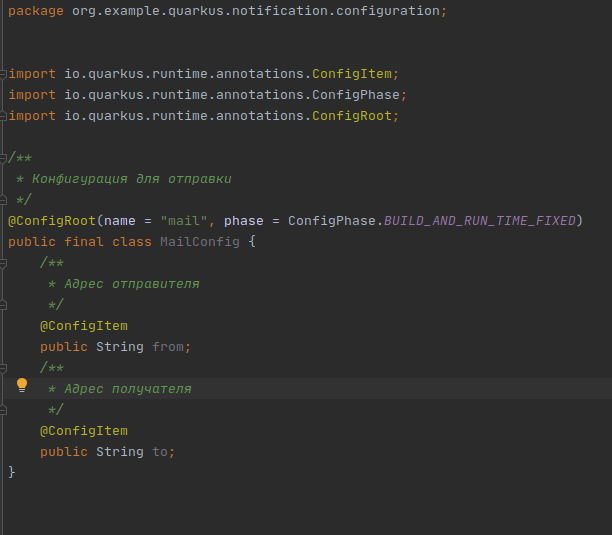 package org.example.quarkus.notification.configuration;
import io.quarkus.runtime.annotations.ConfigItem;
import io.quarkus.runtime.annotations.ConfigPhase;
import io.quarkus.runtime.annotations.ConfigRoot;
/**
 * Конфигурация для отправки
 */
@ConfigRoot(name = "mail", phase = ConfigPhase.BUILD_AND_RUN_TIME_FIXED)
public final class MailConfig {
    /**
     * Адрес отправителя
     */
    @ConfigItem
    public String from;
    /**
     * Адрес получателя
     */
    @ConfigItem
    public String to;
}